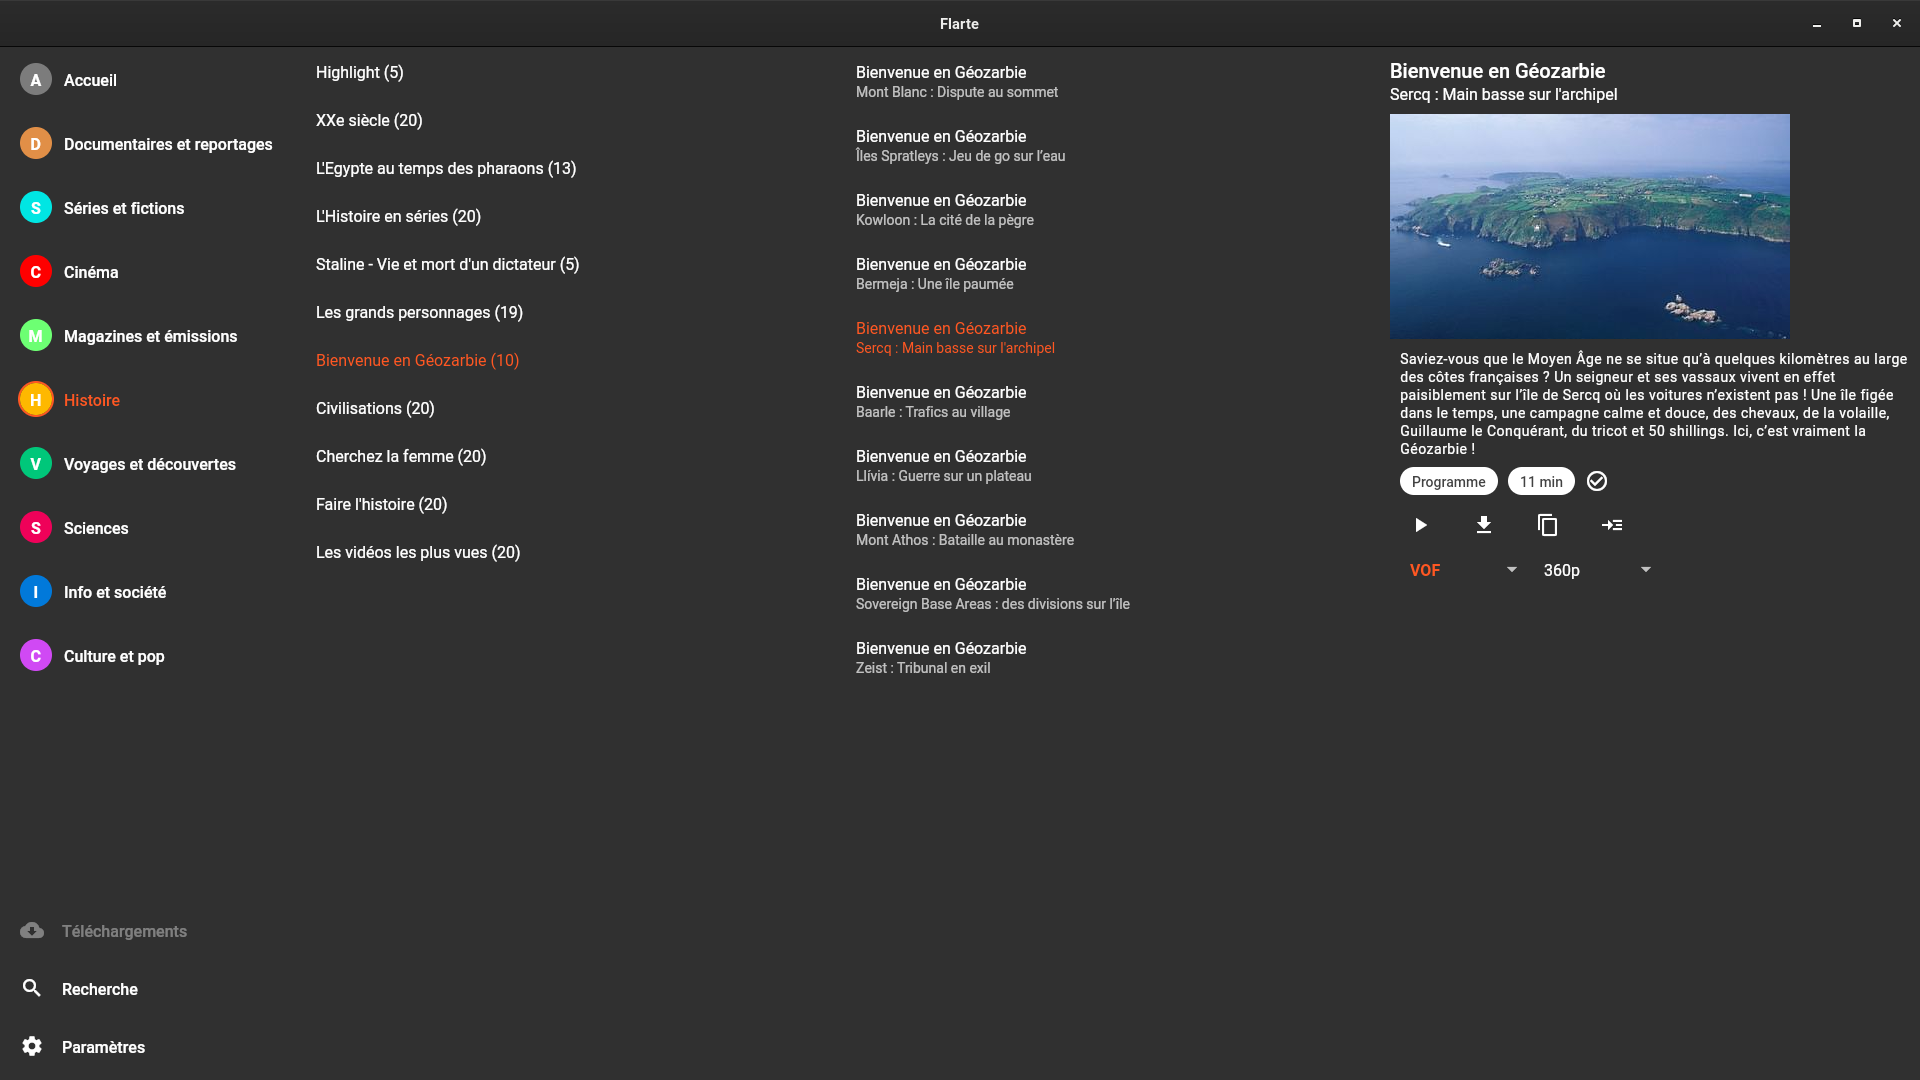 Flarte
A Accueil
D Documentaires et reportages
S Séries et fictions
C Cinéma
M Magazines et émissions
H Histoire
V Voyages et découvertes
S Sciences
I Info et société
C Culture et pop
Téléchargements
Recherche
Paramètres
Highlight (5)
XXe siècle (20)
L'Egypte au temps des pharaons (13)
L'Histoire en séries (20)
Staline - Vie et mort d'un dictateur (5)
Les grands personnages (19)
Bienvenue en Géozarbie (10)
Civilisations (20)
Cherchez la femme (20)
Faire l'histoire (20)
Les vidéos les plus vues (20)
Bienvenue en Géozarbie
Mont Blanc : Dispute au sommet
Bienvenue en Géozarbie
Îles Spratleys : Jeu de go sur l’eau
Bienvenue en Géozarbie
Kowloon : La cité de la pègre
Bienvenue en Géozarbie
Bermeja : Une île paumée
Bienvenue en Géozarbie
Sercq : Main basse sur l'archipel
Bienvenue en Géozarbie
Baarle : Trafics au village
Bienvenue en Géozarbie
Llívia : Guerre sur un plateau
Bienvenue en Géozarbie
Mont Athos : Bataille au monastère
Bienvenue en Géozarbie
Sovereign Base Areas : des divisions sur l’île
Bienvenue en Géozarbie
Zeist : Tribunal en exil
Bienvenue en Géozarbie
Sercq : Main basse sur l'archipel
Saviez-vous que le Moyen Âge ne se situe qu’à quelques kilomètres au large
des côtes françaises ? Un seigneur et ses vassaux vivent en effet
paisiblement sur l’île de Sercq où les voitures n’existent pas ! Une île figée
dans le temps, une campagne calme et douce, des chevaux, de la volaille,
Guillaume le Conquérant, du tricot et 50 shillings. Ici, c’est vraiment la
Géozarbie !
Programme 11 min
VOF 360p